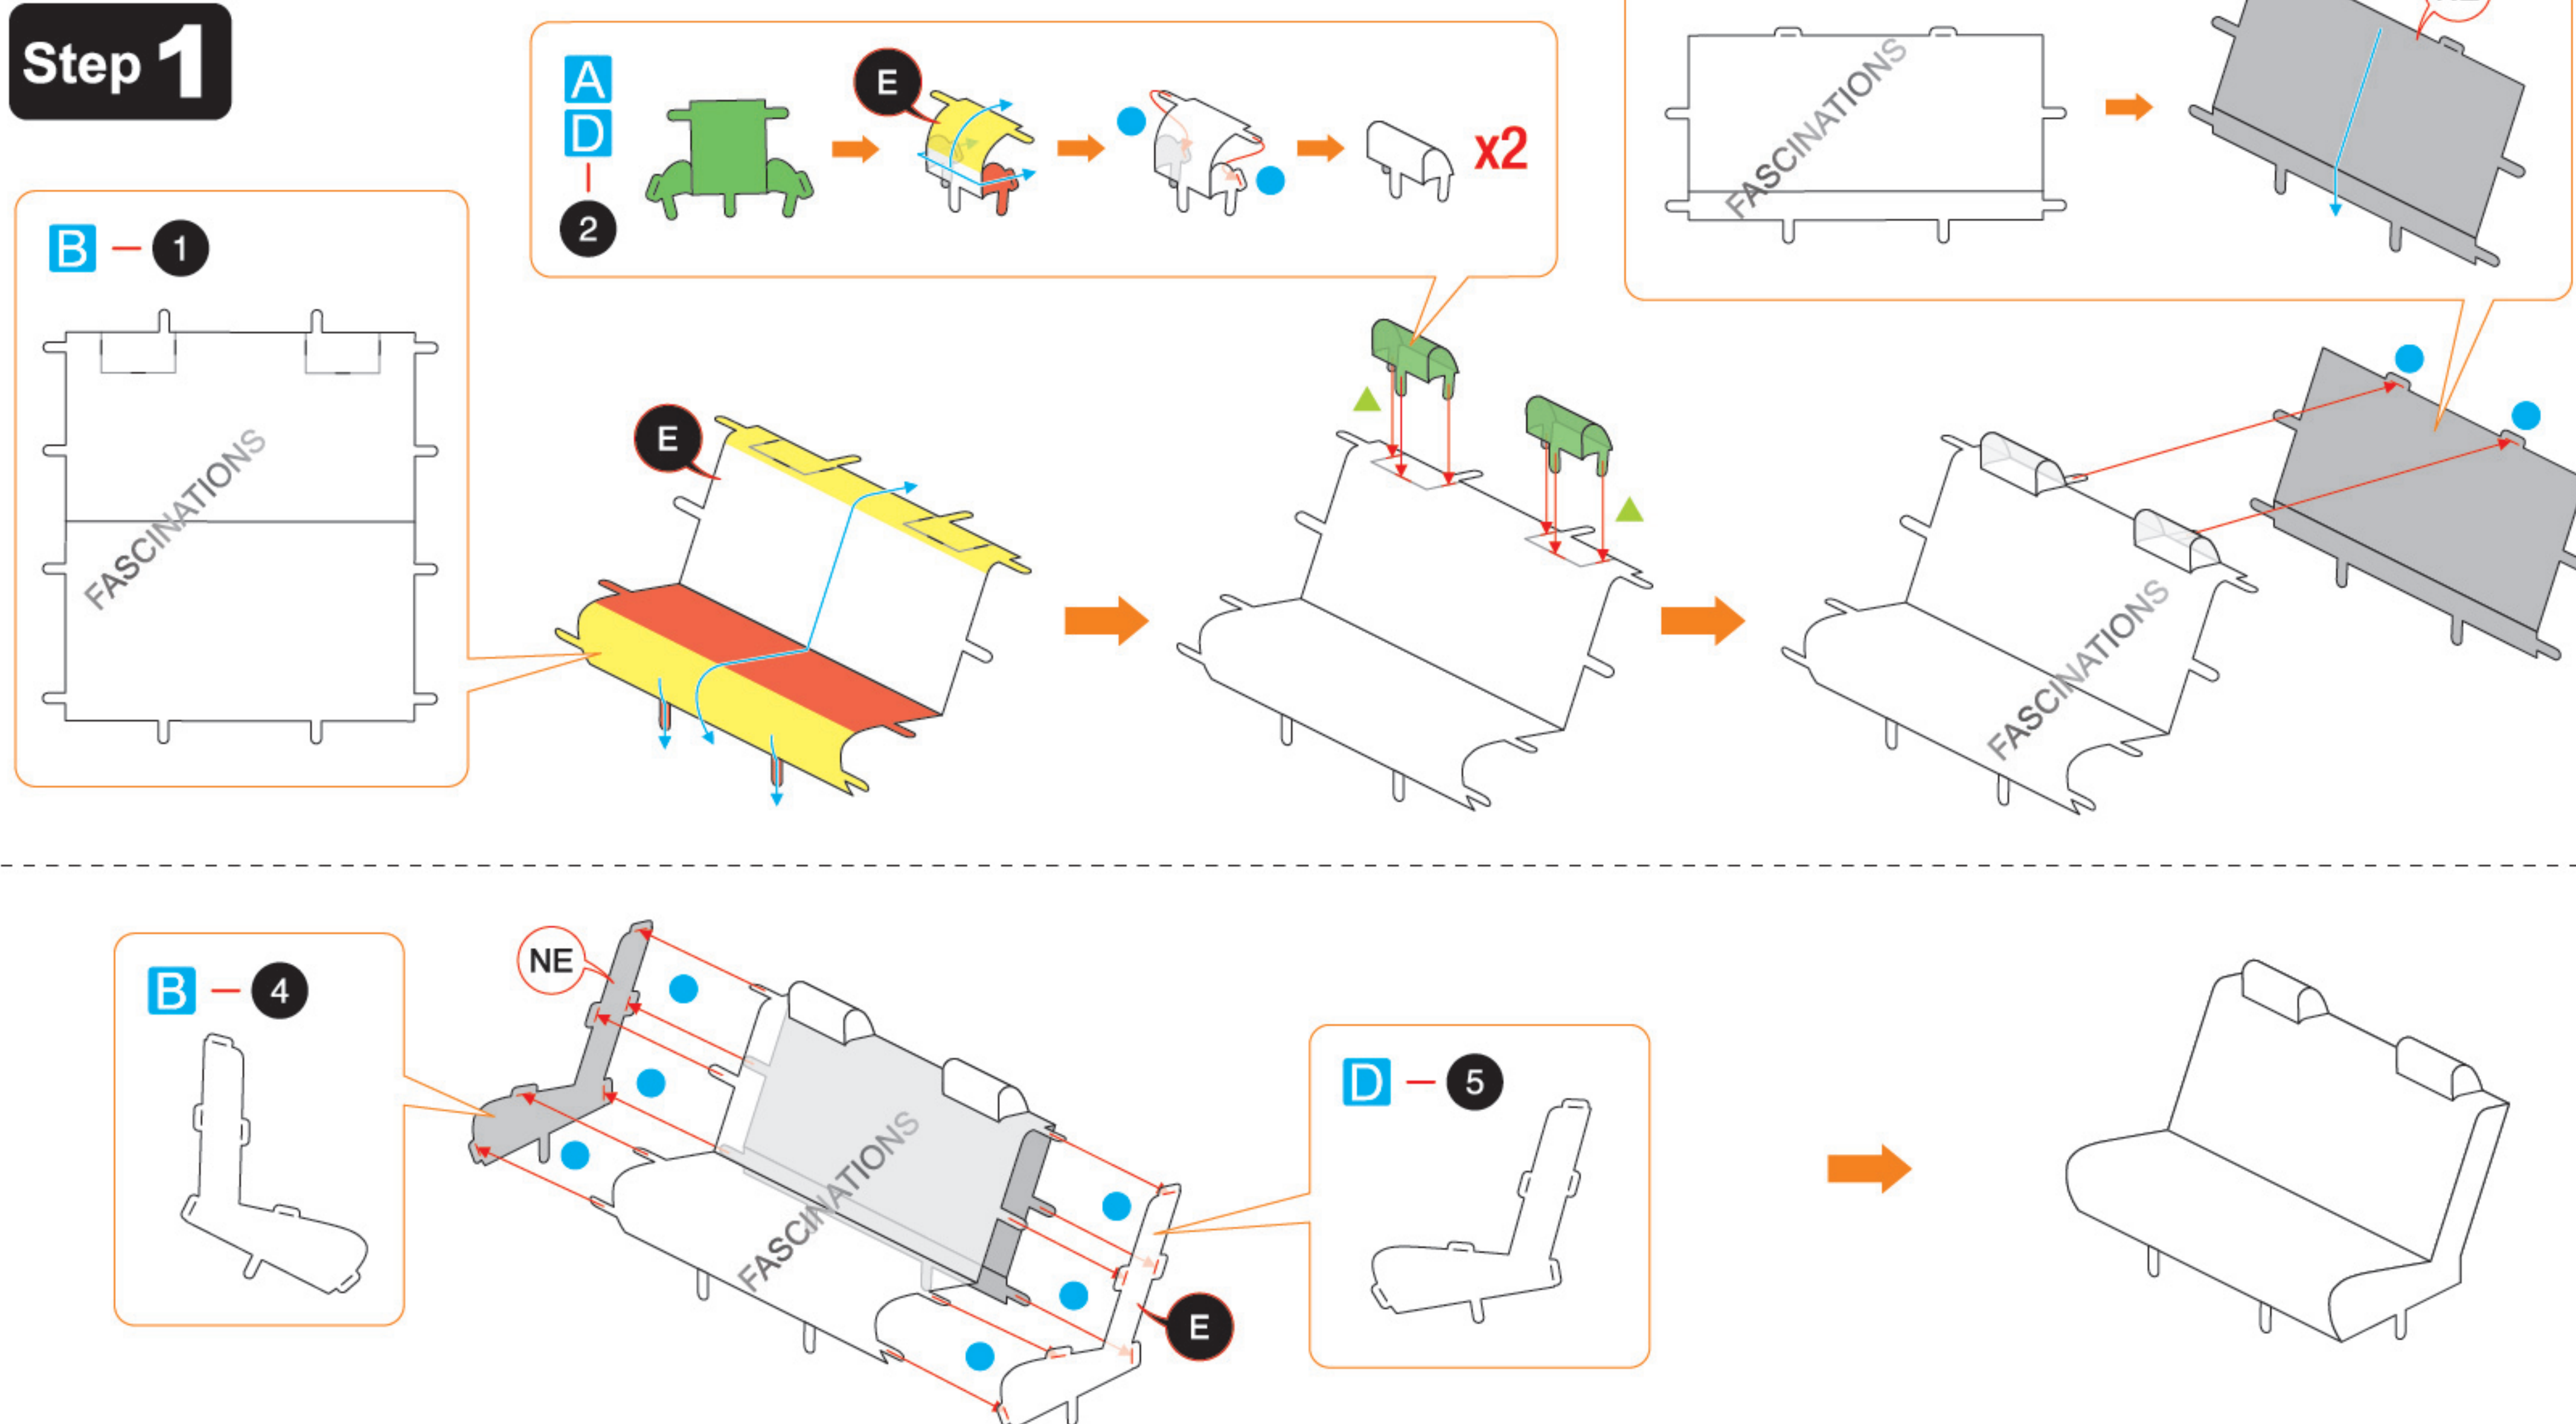 Step 1
A
D
2
E
x2
FASCINATIONS
B – 1
FASCINATIONS
E
FASCINATIONS
B – 4
NE
FASCINATIONS
D – 5
E